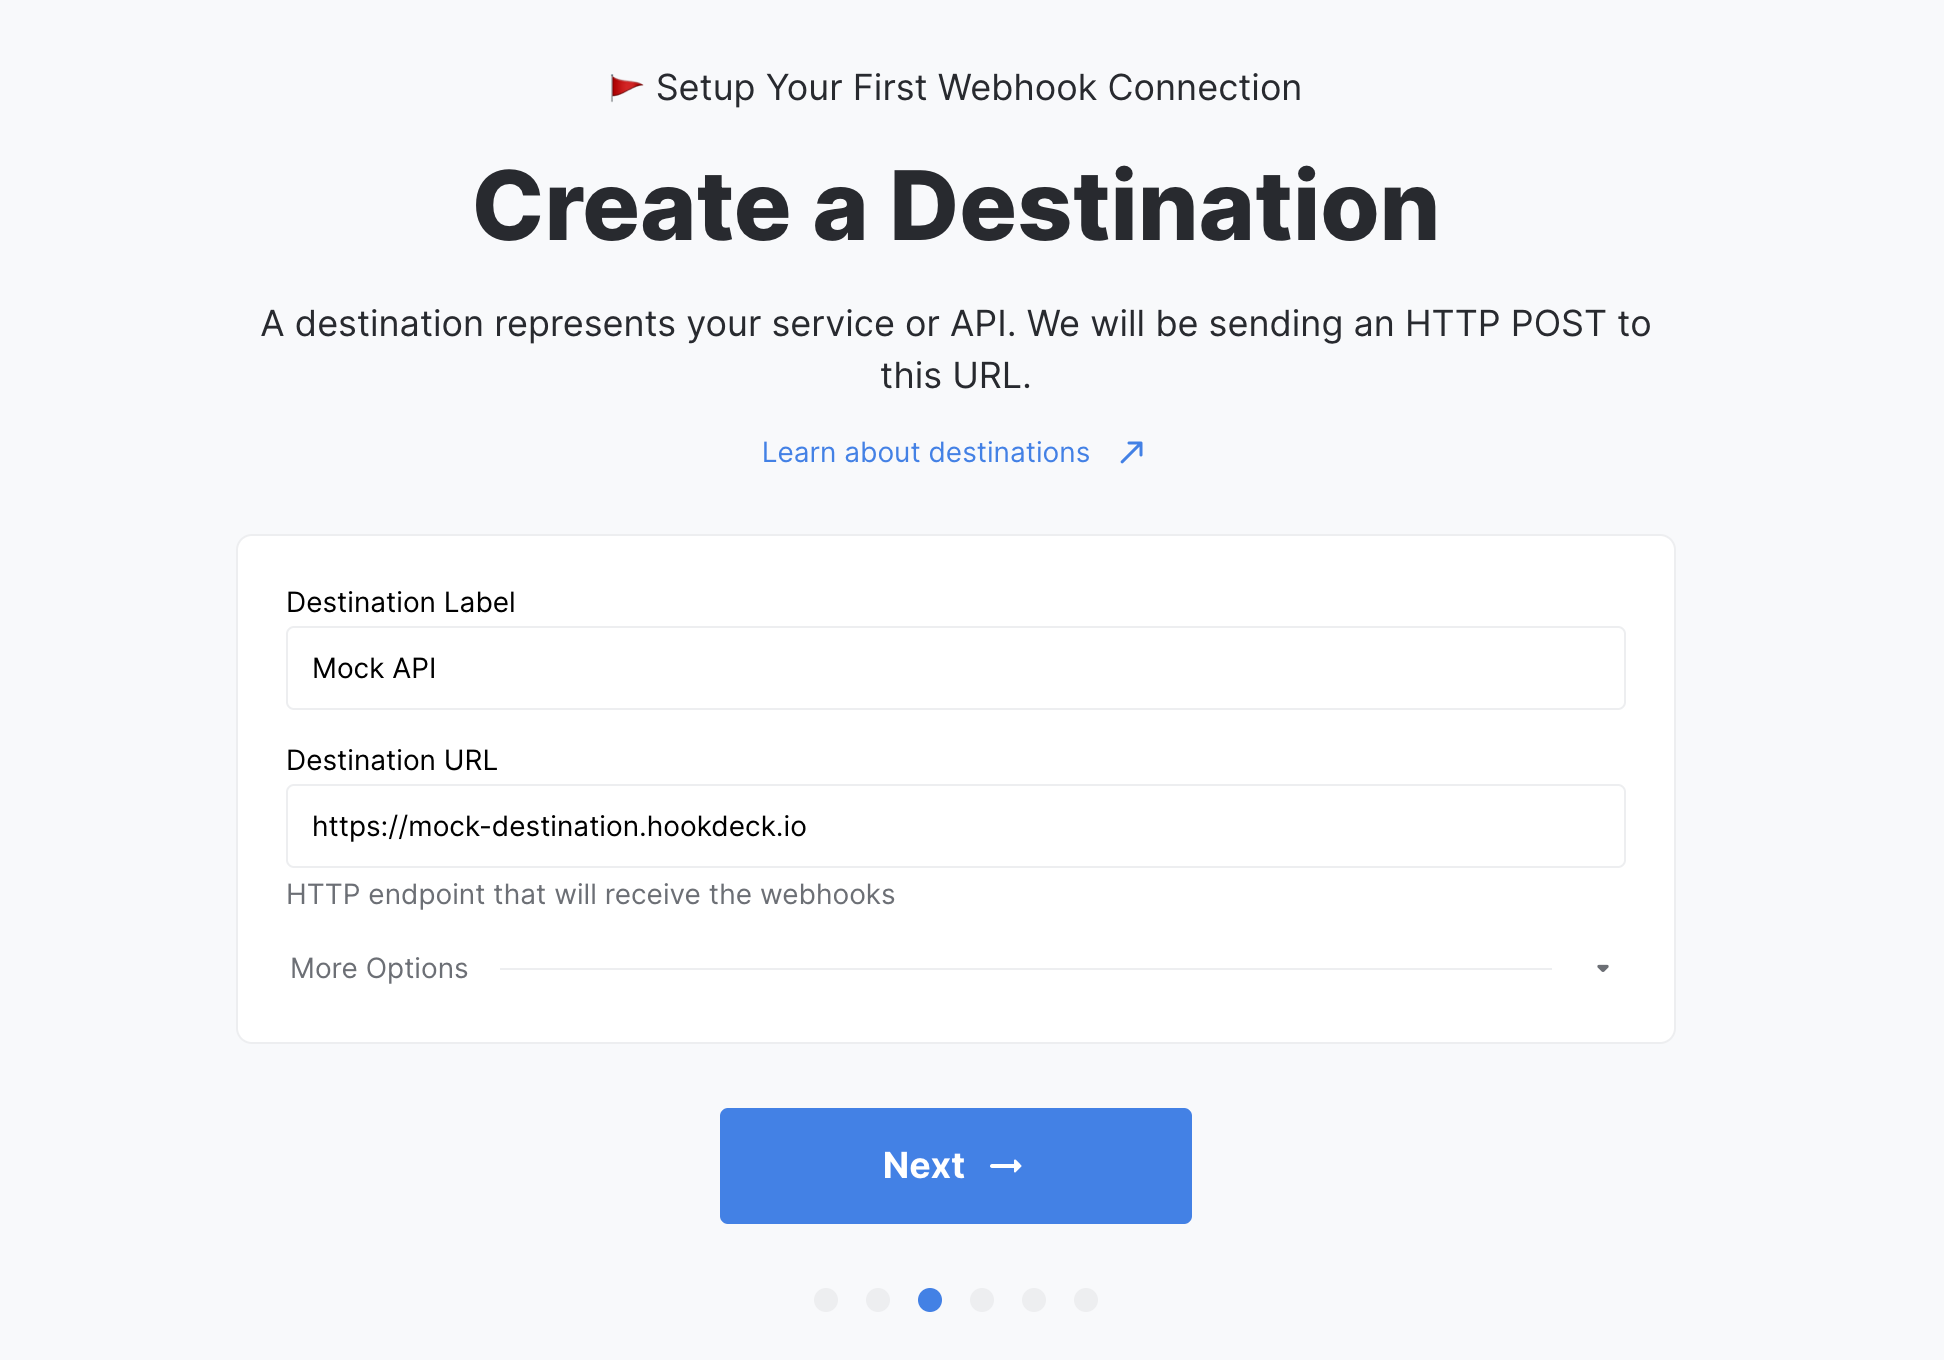 Setup Your First Webhook Connection
Create a Destination
A destination represents your service or API. We will be sending an HTTP POST to
this URL.
Learn about destinations
Destination Label
Mock API
Destination URL
https://mock-destination.hookdeck.io
HTTP endpoint that will receive the webhooks
More Options
Next